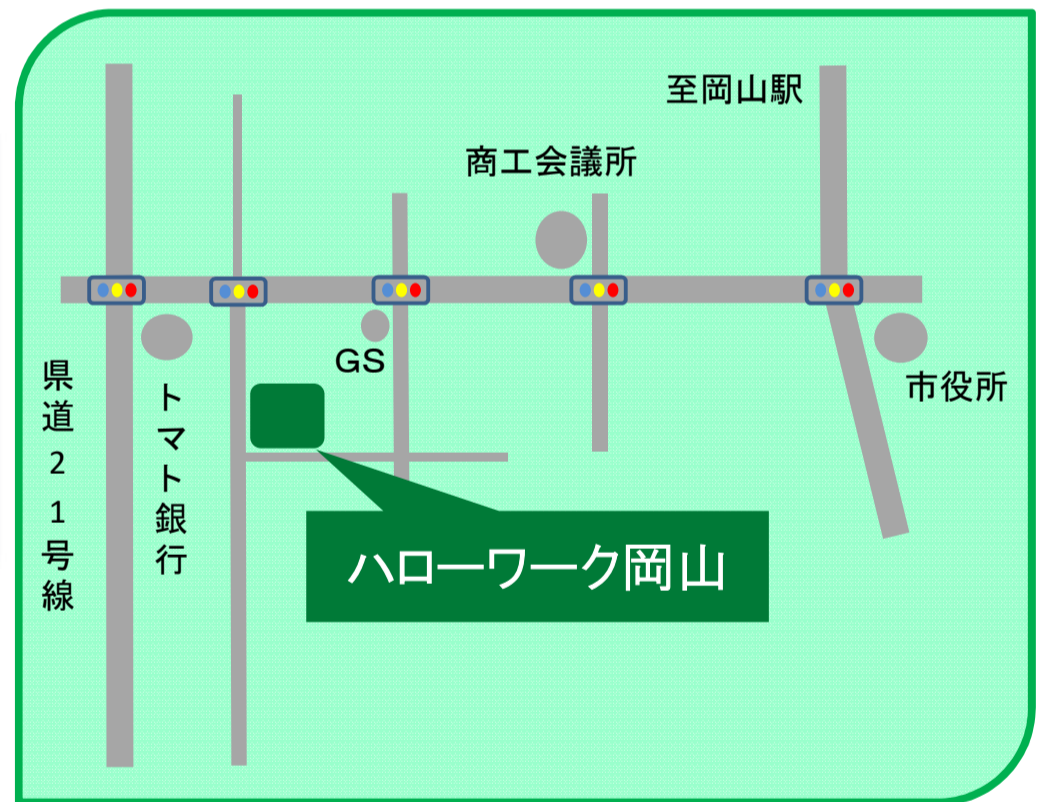 至岡山駅
商工会議所
GS
市役所
県道21号線
トマト銀行
ハローワーク岡山